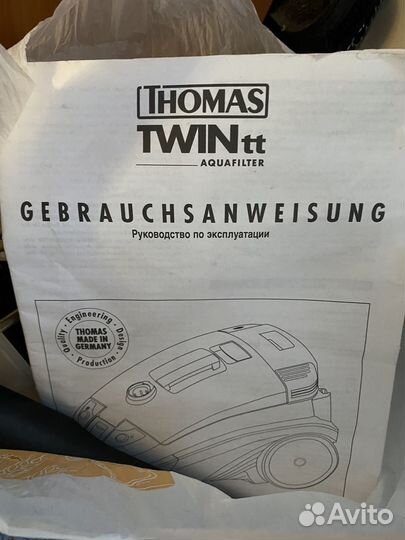 THOMAS
TWINtt
AQUAFILTER
GEBRAUCHSANWEISUNG
Руководство по эксплуатации
Quality · Engineering · Design · Production
THOMAS
MADE IN
GERMANY
Avito